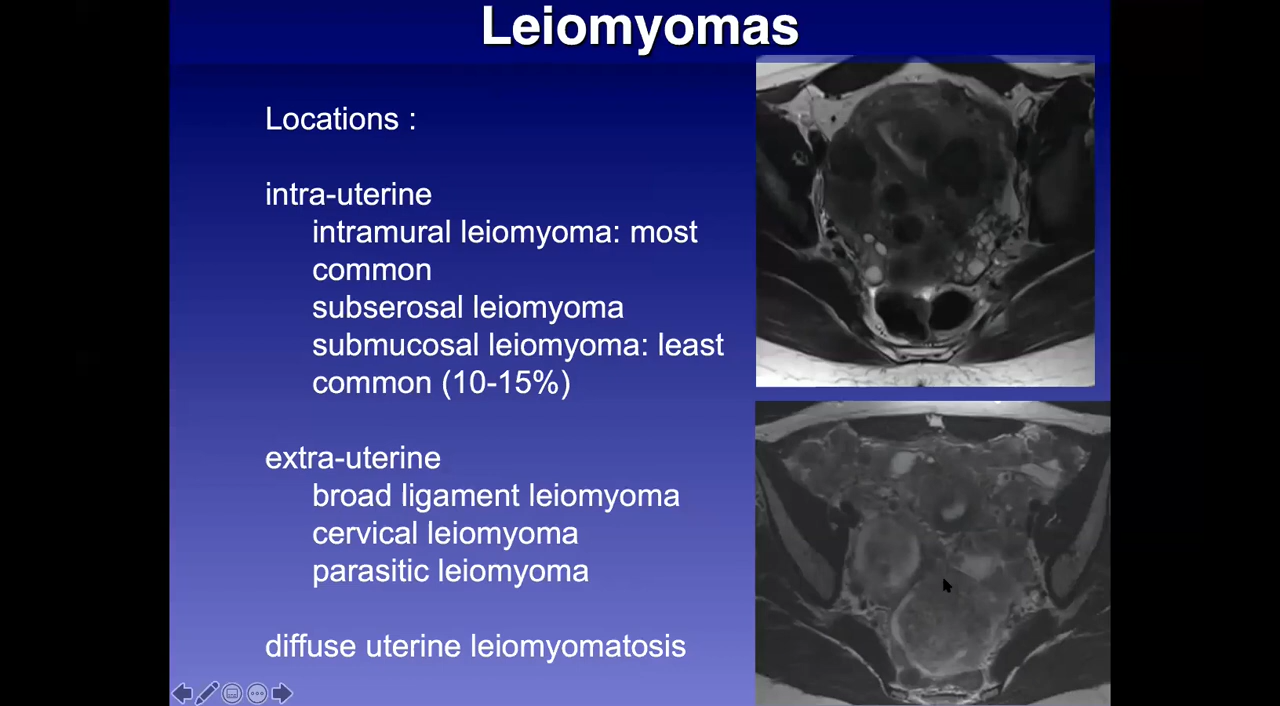 Leiomyomas
Locations :
intra-uterine
intramural leiomyoma: most
common
subserosal leiomyoma
submucosal leiomyoma: least
common (10-15%)
extra-uterine
broad ligament leiomyoma
cervical leiomyoma
parasitic leiomyoma
diffuse uterine leiomyomatosis